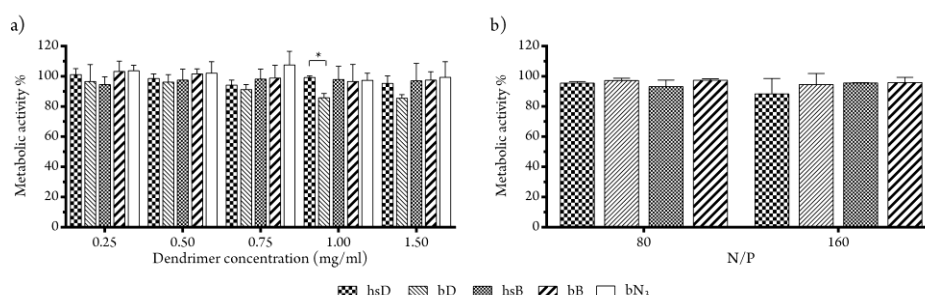 a)
120
100
80
60
40
20
0
Metabolic activity %
*
0.25 0.50 0.75 1.00 1.50
Dendrimer concentration (mg/ml)
b)
120
100
80
60
40
20
0
Metabolic activity %
80 160
N/P
hsD bD hsB bB bN₃